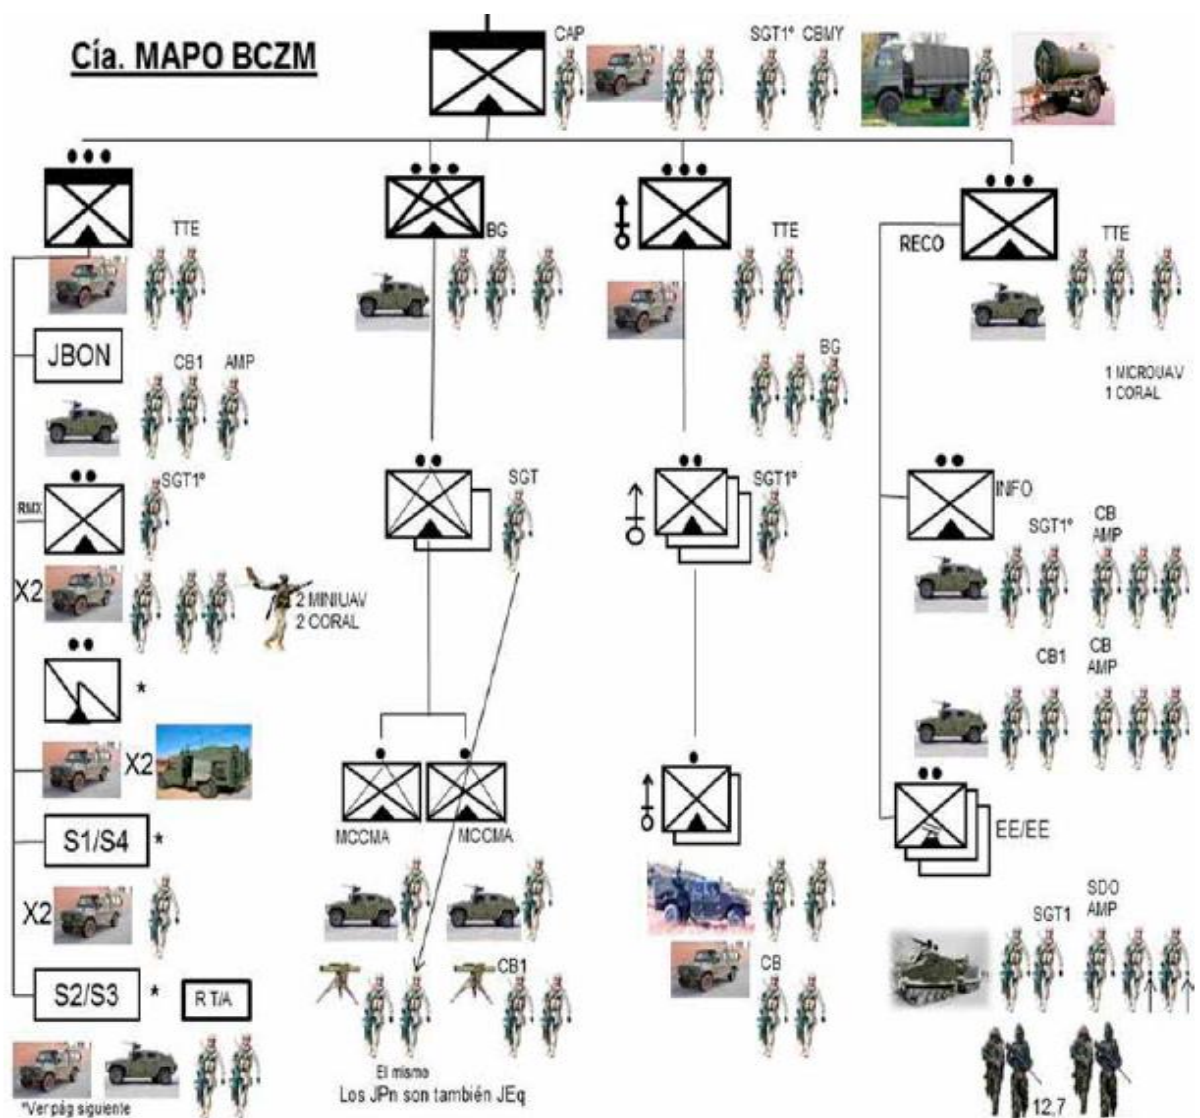 Cía. MAPO BCZM
CAP
SGT1º CBMY
TTE
JBON
CB1 AMP
RMX
SGT1º
X2
2 MINIUAV
2 CORAL
*
X2
S1/S4 *
X2
S2/S3 *
R T/A
*Ver pág siguiente
BG
SGT
MCCMA
MCCMA
CB1
El mismo
Los JPn son también JEq
TTE
BG
SGT1º
CB
RECO
TTE
1 MICROUAV
1 CORAL
INFO
SGT1º
CB
AMP
CB1
CB
AMP
EE/EE
SGT1
SDO
AMP
12,7